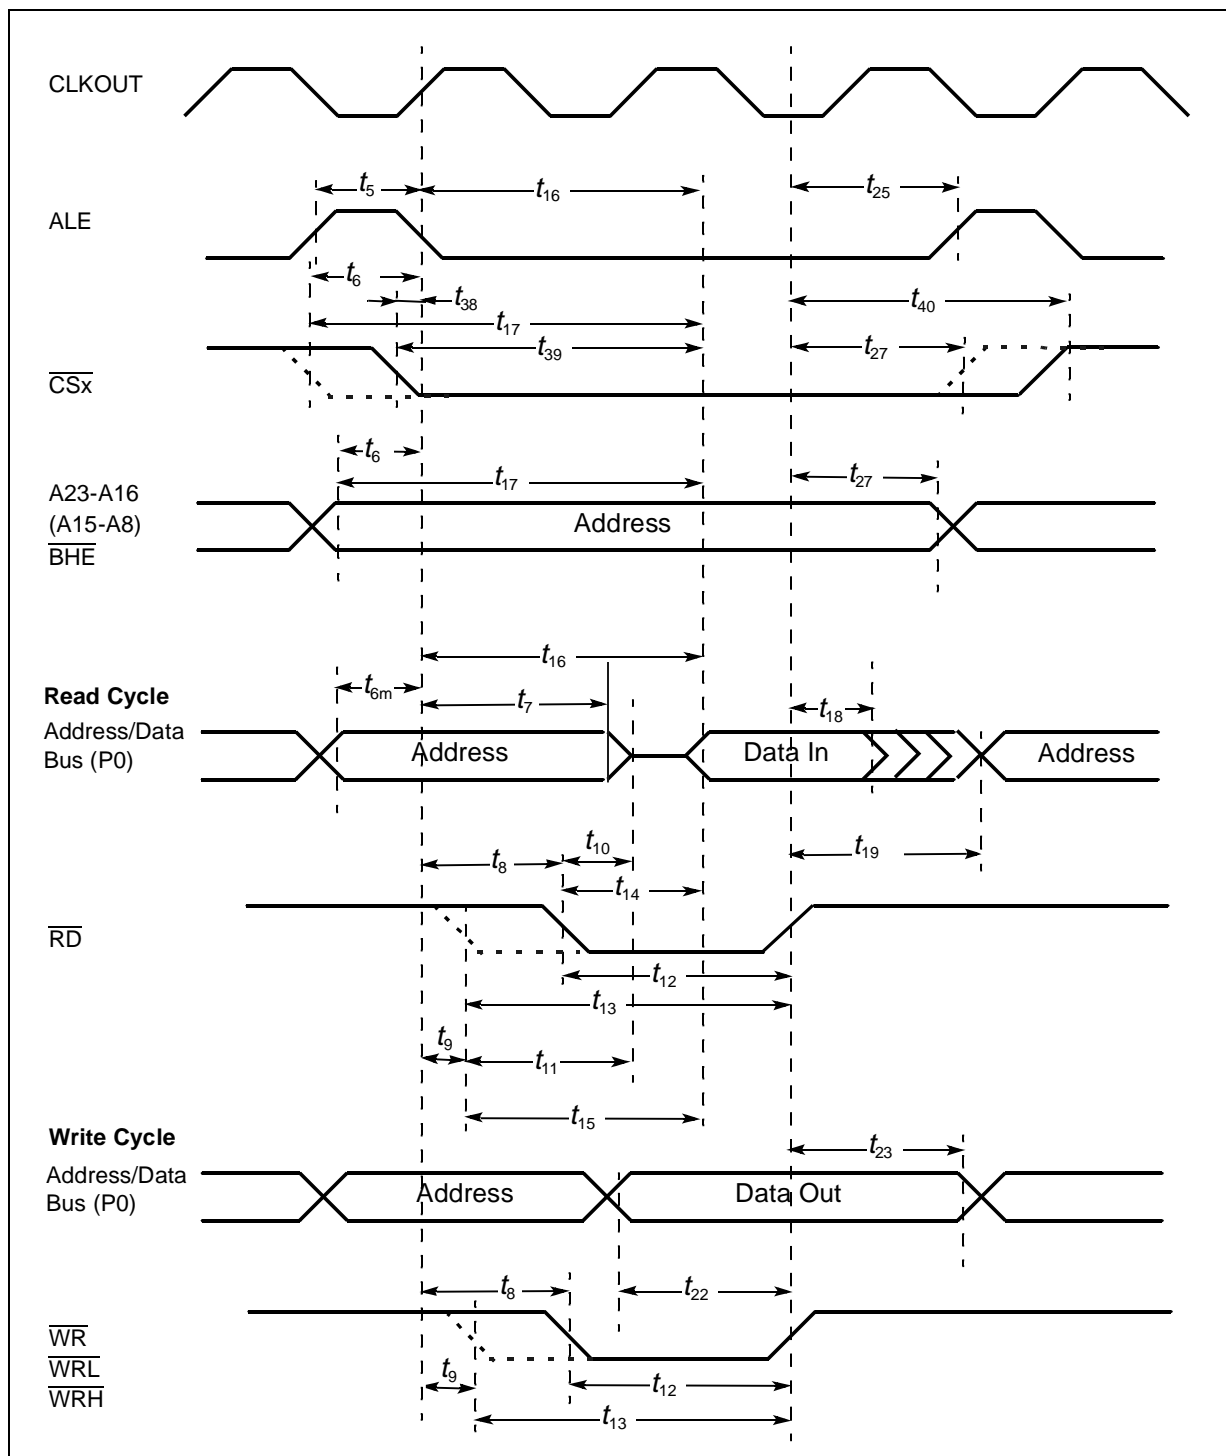 CLKOUT
t5
t16
t25
ALE
t6
t38
t40
t17
t39
t27
CSx
t6
t17
t27
A23-A16
(A15-A8)
Address
BHE
t16
t6m
t7
t18
Read Cycle
Address/Data
Bus (P0)
Address
Data In
Address
t8
t10
t19
t14
RD
t12
t13
t9
t11
t15
Write Cycle
t23
Address/Data
Bus (P0)
Address
Data Out
t8
t22
WR
WRL
WRH
t9
t12
t13